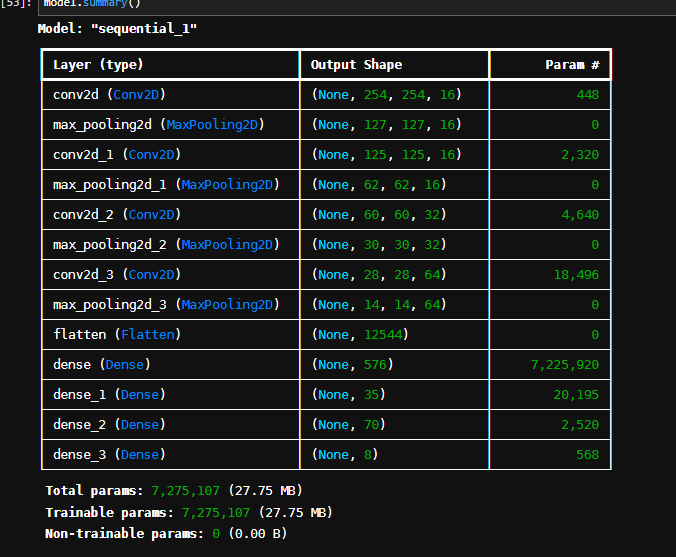 [53]: model.summary()
Model: "sequential_1"
Layer (type) Output Shape Param #
conv2d (Conv2D) (None, 254, 254, 16) 448
max_pooling2d (MaxPooling2D) (None, 127, 127, 16) 0
conv2d_1 (Conv2D) (None, 125, 125, 16) 2,320
max_pooling2d_1 (MaxPooling2D) (None, 62, 62, 16) 0
conv2d_2 (Conv2D) (None, 60, 60, 32) 4,640
max_pooling2d_2 (MaxPooling2D) (None, 30, 30, 32) 0
conv2d_3 (Conv2D) (None, 28, 28, 64) 18,496
max_pooling2d_3 (MaxPooling2D) (None, 14, 14, 64) 0
flatten (Flatten) (None, 12544) 0
dense (Dense) (None, 576) 7,225,920
dense_1 (Dense) (None, 35) 20,195
dense_2 (Dense) (None, 70) 2,520
dense_3 (Dense) (None, 8) 568
Total params: 7,275,107 (27.75 MB)
Trainable params: 7,275,107 (27.75 MB)
Non-trainable params: 0 (0.00 B)